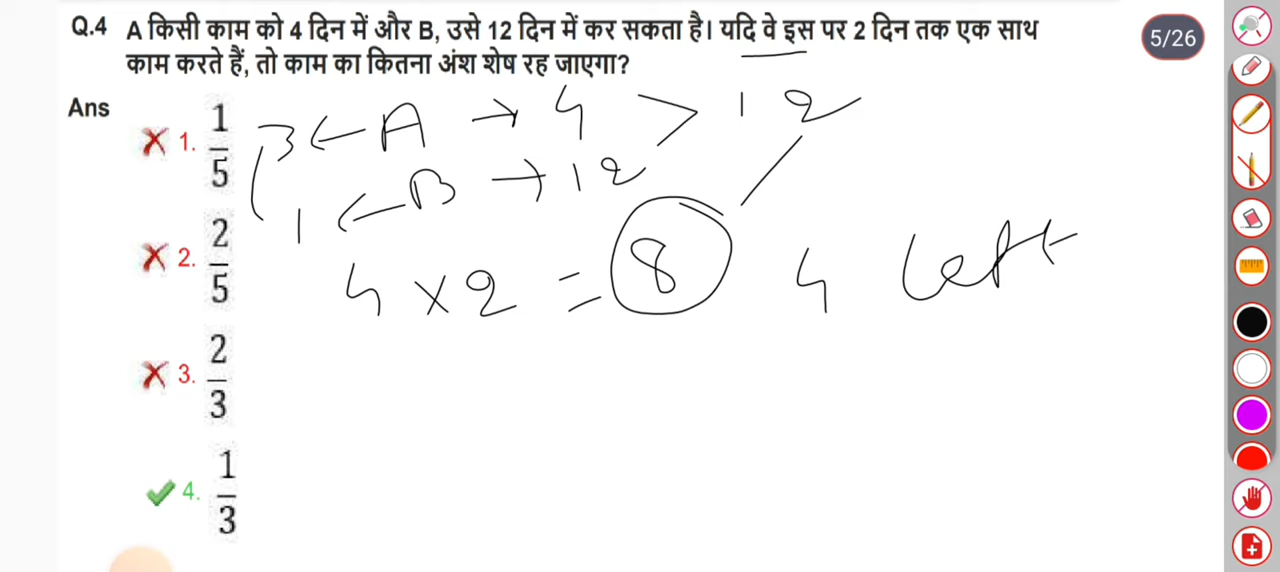 Q.4 A किसी काम को 4 दिन में और B, उसे 12 दिन में कर सकता है। यदि वे इस पर 2 दिन तक एक साथ
काम करते हैं, तो काम का कितना अंश शेष रह जाएगा?
5/26
Ans
1. 1/5
3 ← A → 4 > 12
1 ← B → 12
2. 2/5
4 × 2 = 8 4 left
3. 2/3
4. 1/3